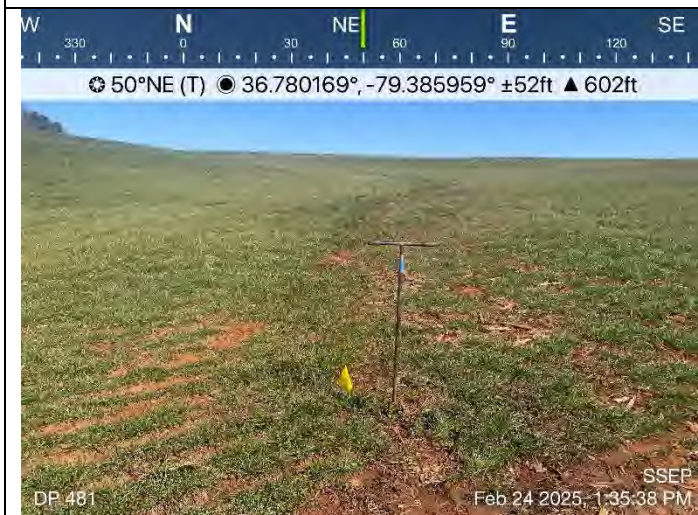 W N NE E SE
330 0 30 60 90 120
50°NE (T) 36.780169°, -79.385959° ±52ft ▲ 602ft
SSEP
DP 481 Feb 24 2025, 1:35:38 PM